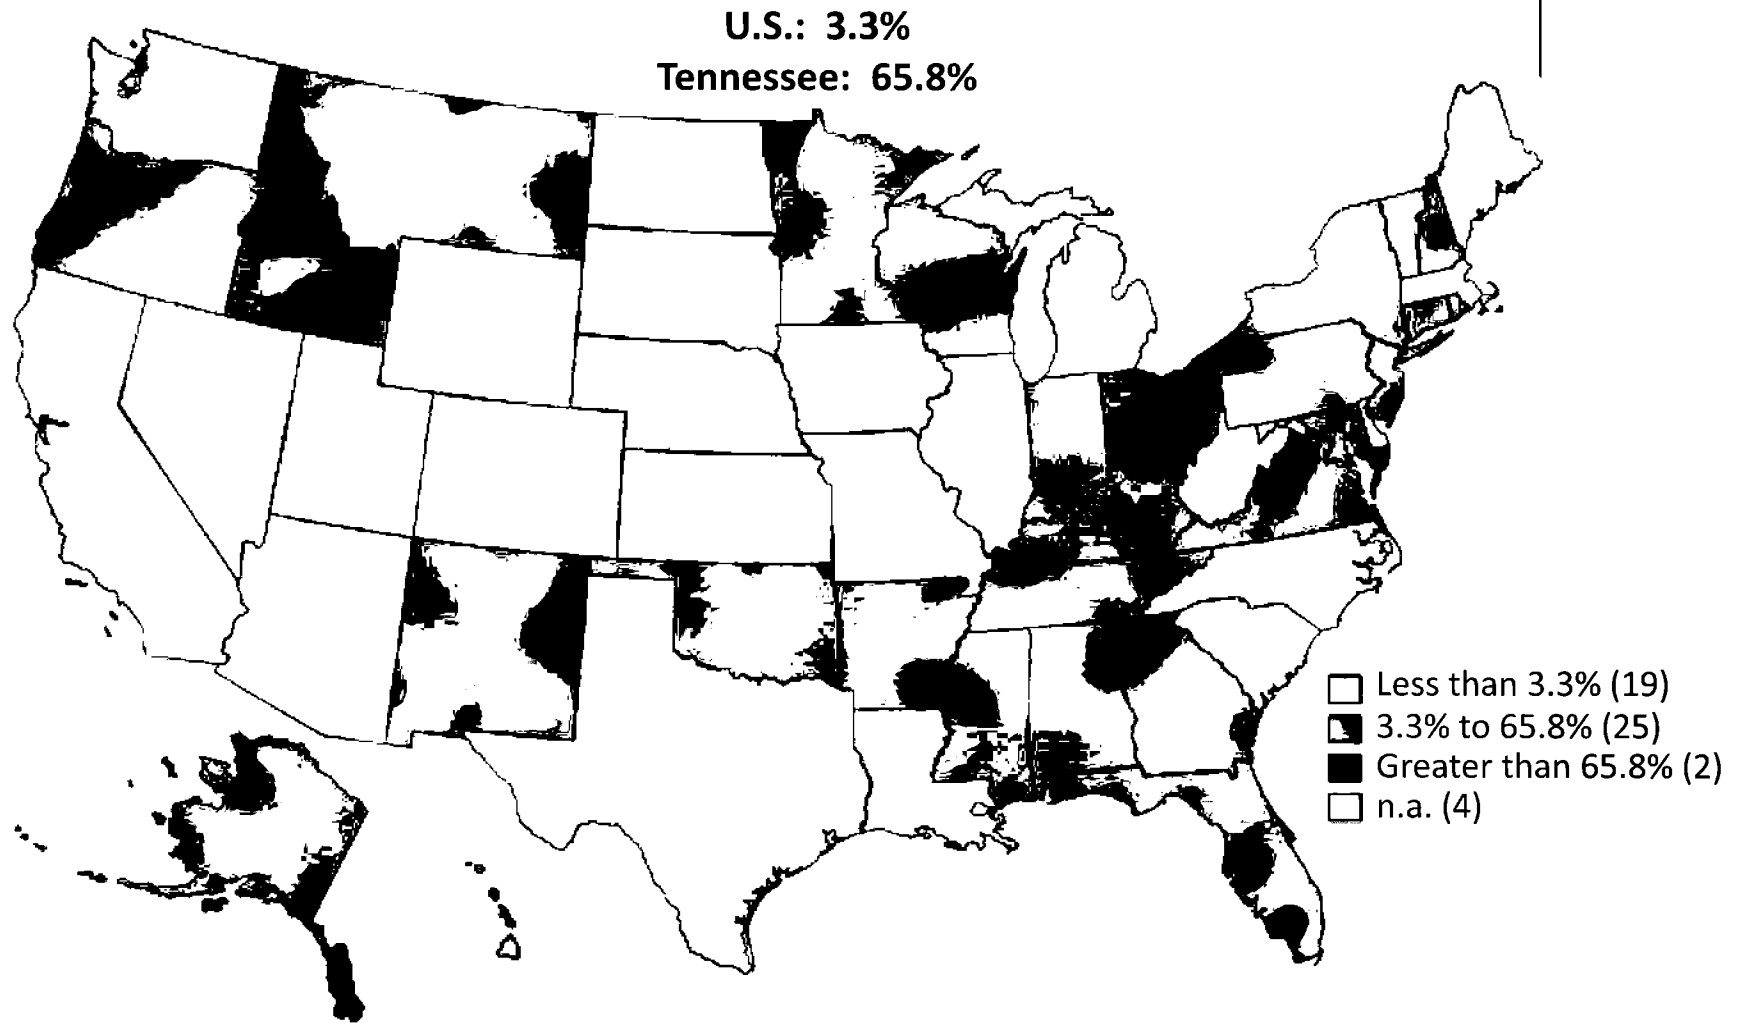 U.S.: 3.3%
Tennessee: 65.8%
Less than 3.3% (19)
3.3% to 65.8% (25)
Greater than 65.8% (2)
n.a. (4)